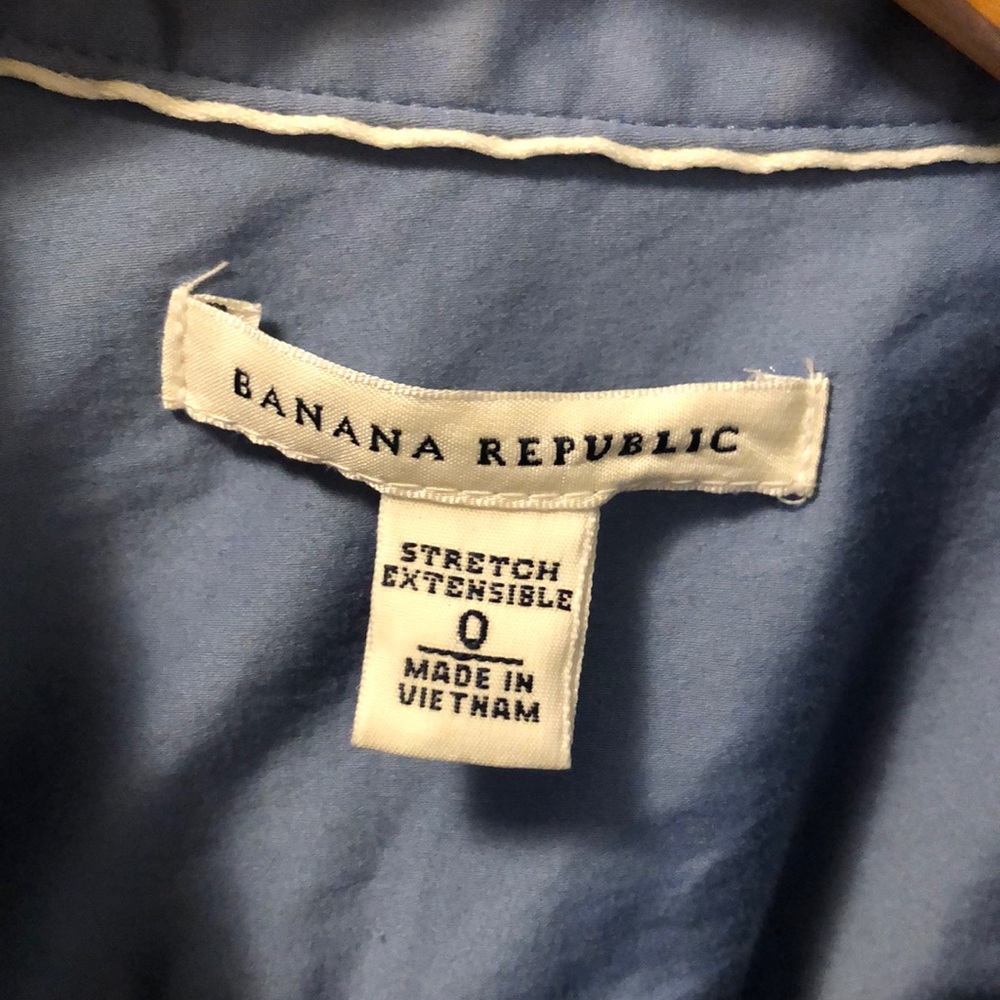 BANANA REPUBLIC
STRETCH
EXTENSIBLE
0
MADE IN
VIETNAM